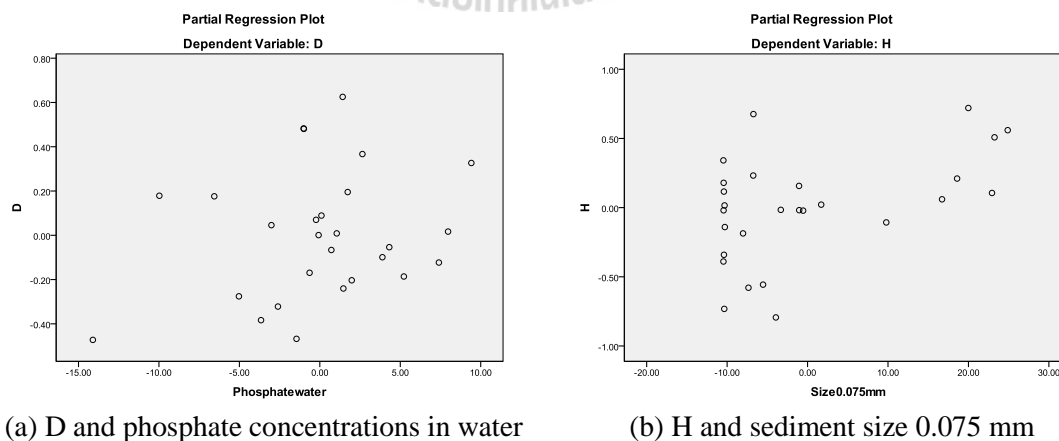 Partial Regression Plot
Dependent Variable: D
0.80
0.60
0.40
0.20
0.00
-0.20
-0.40
D
-15.00 -10.00 -5.00 0.00 5.00 10.00
Phosphatewater
(a) D and phosphate concentrations in water
Partial Regression Plot
Dependent Variable: H
1.00
0.50
0.00
-0.50
-1.00
H
-20.00 -10.00 0.00 10.00 20.00 30.00
Size0.075mm
(b) H and sediment size 0.075 mm